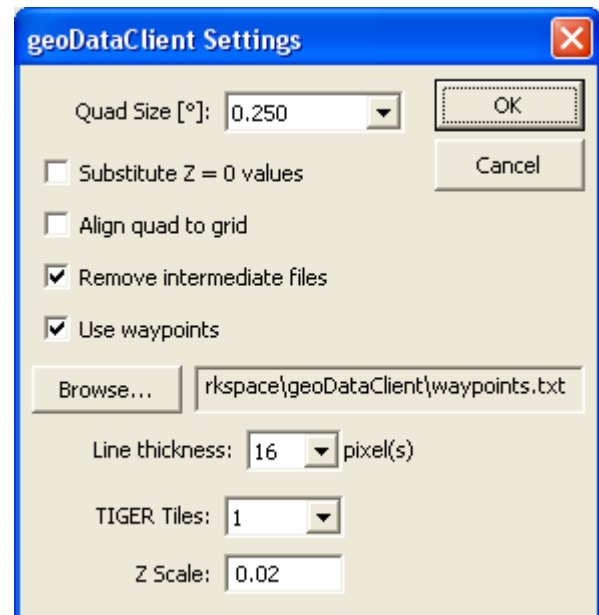 geoDataClient Settings
Quad Size [°]: 0.250 OK
Substitute Z = 0 values Cancel
Align quad to grid
Remove intermediate files
Use waypoints
Browse... rkspace\geoDataClient\waypoints.txt
Line thickness: 16 pixel(s)
TIGER Tiles: 1
Z Scale: 0.02